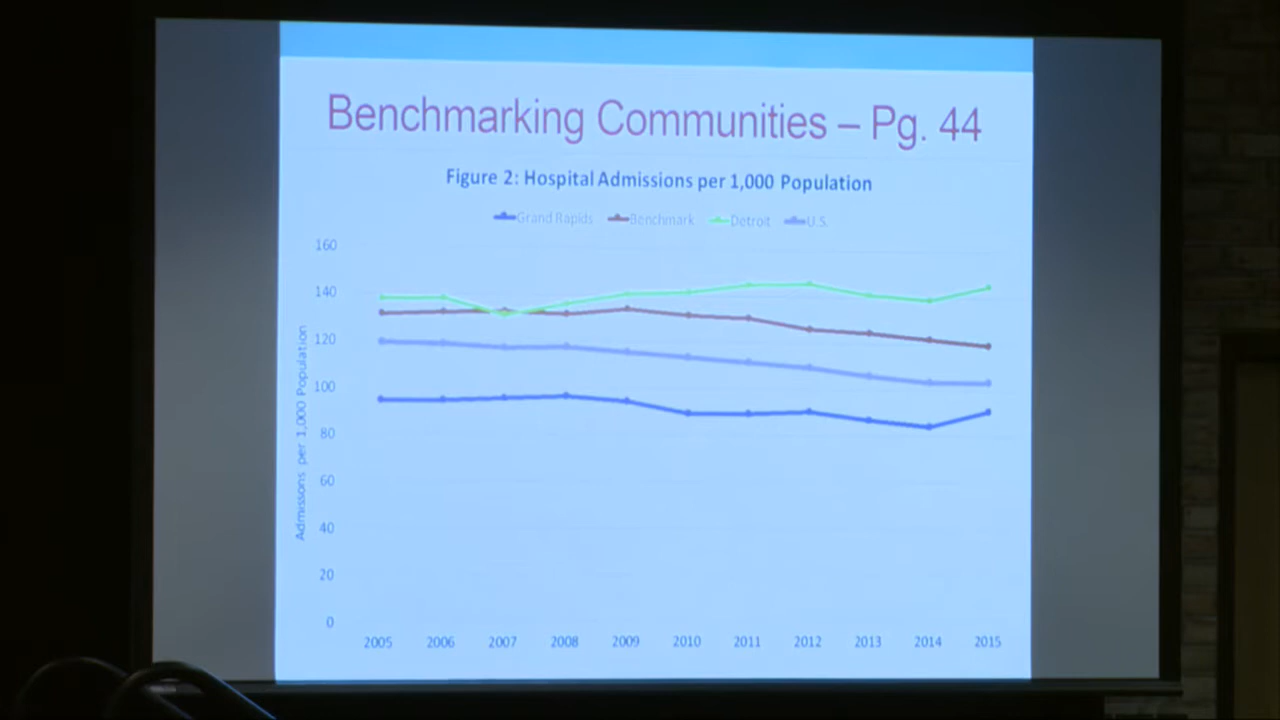 Benchmarking Communities – Pg. 44
Figure 2: Hospital Admissions per 1,000 Population
Grand Rapids Benchmark Detroit U.S.
160
140
120
100
80
60
40
20
0
Admissons per 1,000 Population
2005 2006 2007 2008 2009 2010 2011 2012 2013 2014 2015